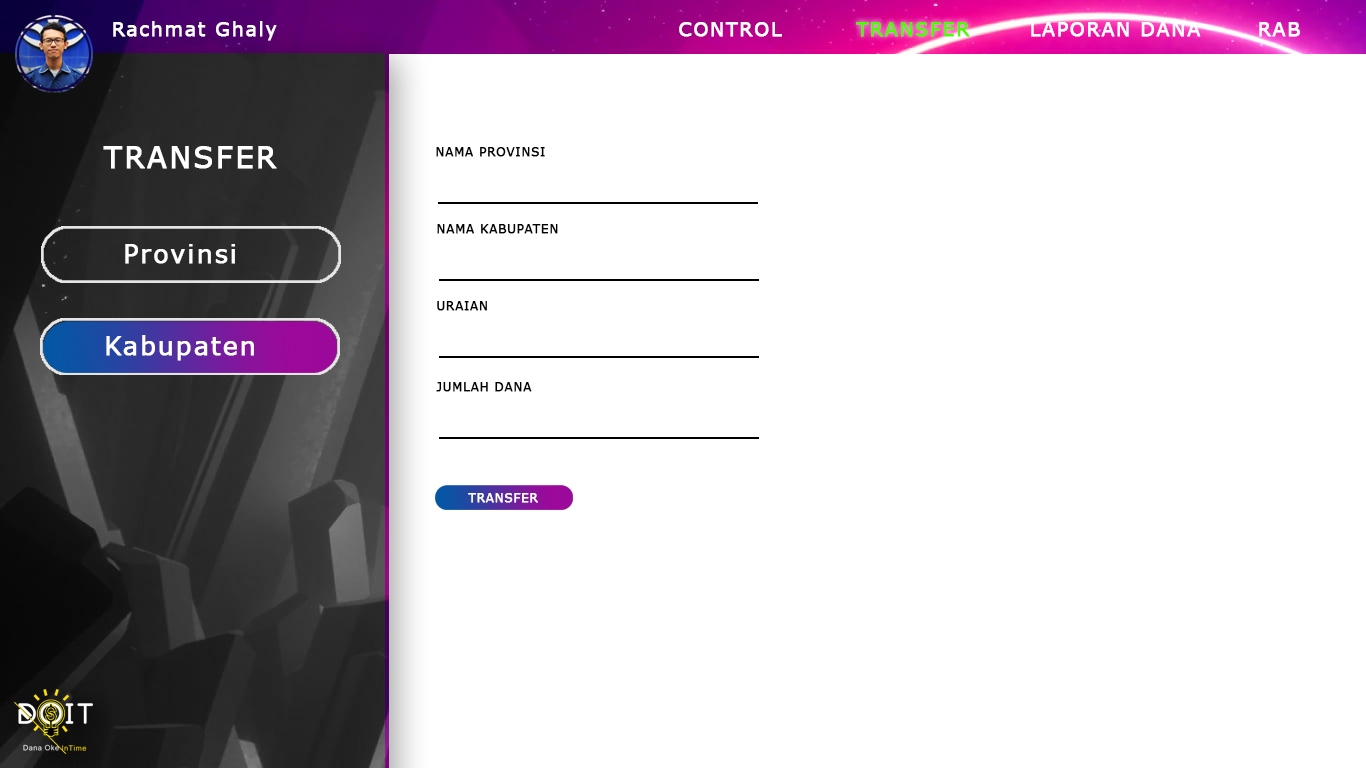 Rachmat Ghaly
CONTROL
TRANSFER
LAPORAN DANA
RAB
TRANSFER
Provinsi
Kabupaten
NAMA PROVINSI
NAMA KABUPATEN
URAIAN
JUMLAH DANA
TRANSFER
DOIT
Dana Oke InTime